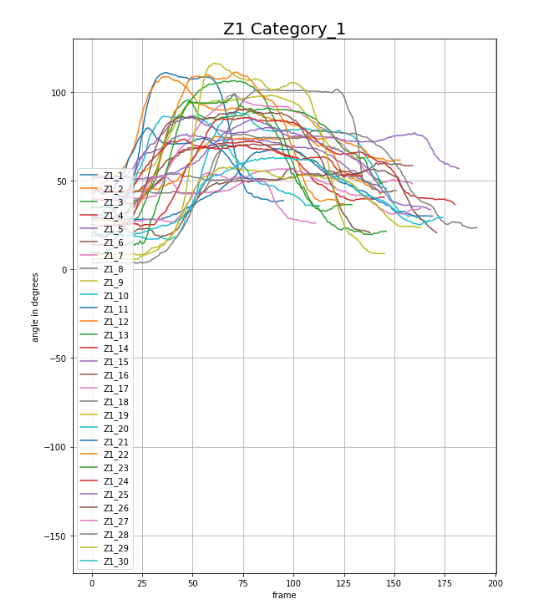 Z1 Category_1
angle in degrees
100
50
0
−50
−100
−150
Z1_1
Z1_2
Z1_3
Z1_4
Z1_5
Z1_6
Z1_7
Z1_8
Z1_9
Z1_10
Z1_11
Z1_12
Z1_13
Z1_14
Z1_15
Z1_16
Z1_17
Z1_18
Z1_19
Z1_20
Z1_21
Z1_22
Z1_23
Z1_24
Z1_25
Z1_26
Z1_27
Z1_28
Z1_29
Z1_30
0 25 50 75 100 125 150 175 200
frame